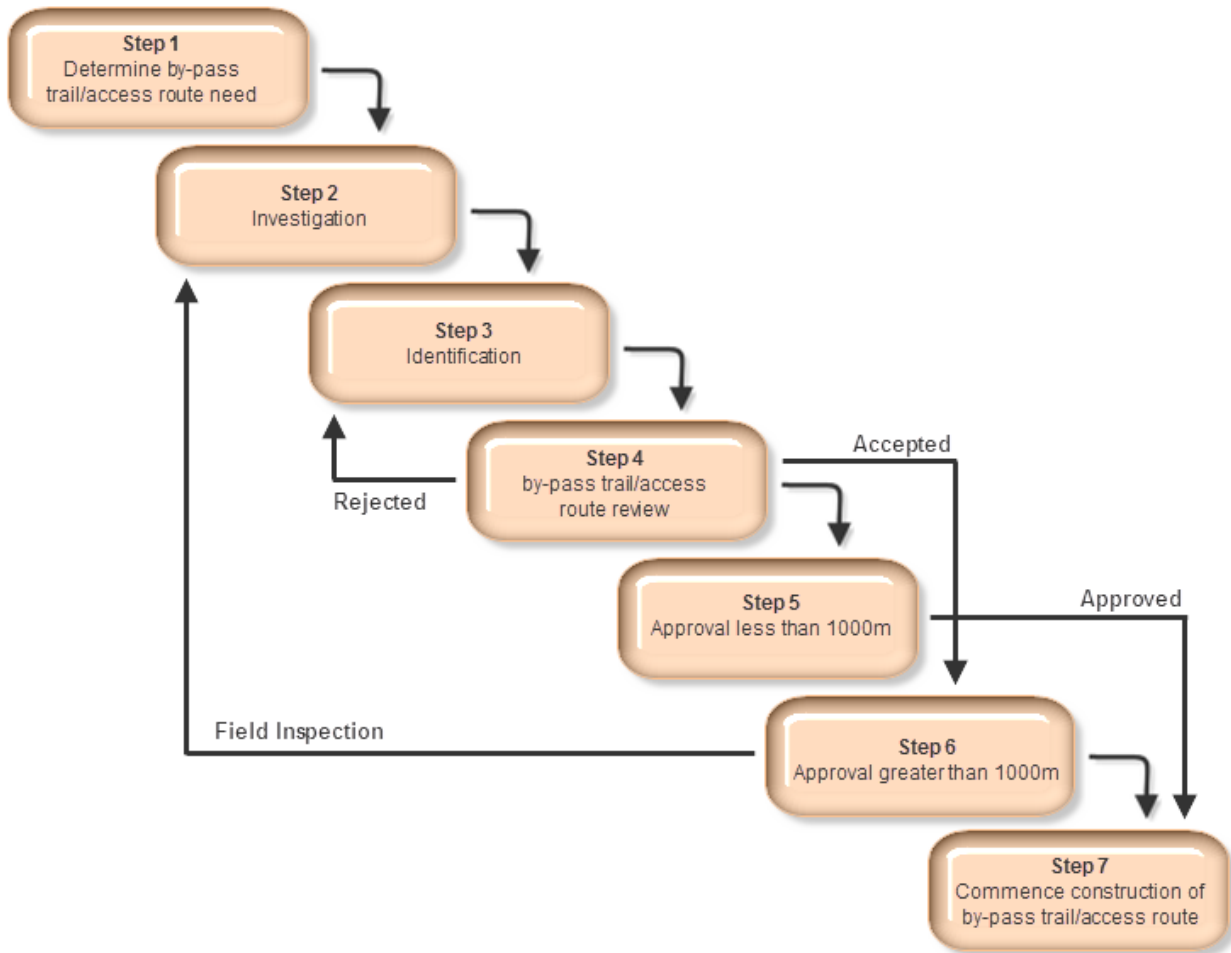 Step 1
Determine by-pass
trail/access route need
Step 2
Investigation
Step 3
Identification
Step 4
by-pass trail/access
route review
Accepted
Rejected
Step 5
Approval less than 1000m
Approved
Field Inspection
Step 6
Approval greater than 1000m
Step 7
Commence construction of
by-pass trail/access route